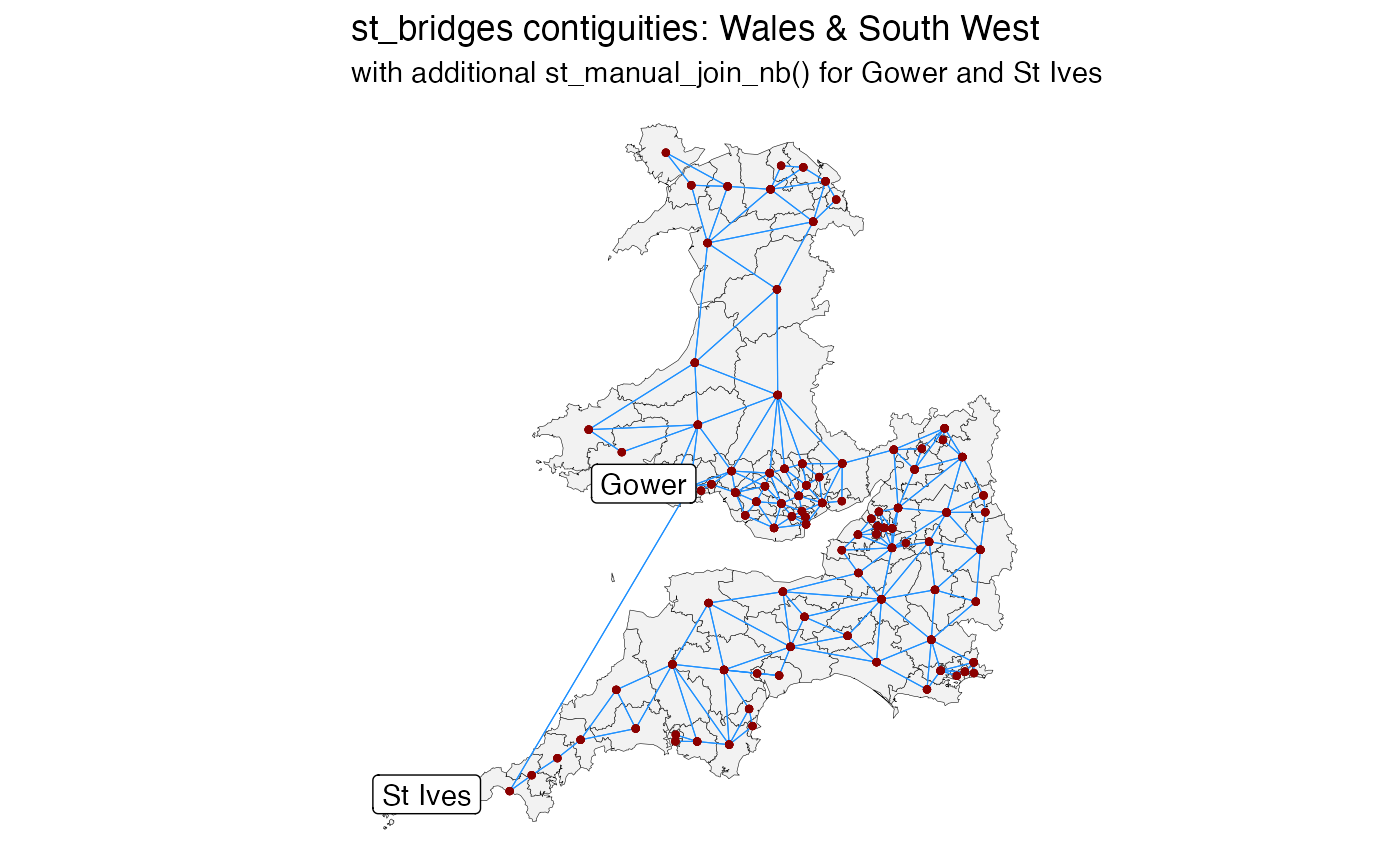 st_bridges contiguities: Wales & South West
with additional st_manual_join_nb() for Gower and St Ives
Gower
St Ives